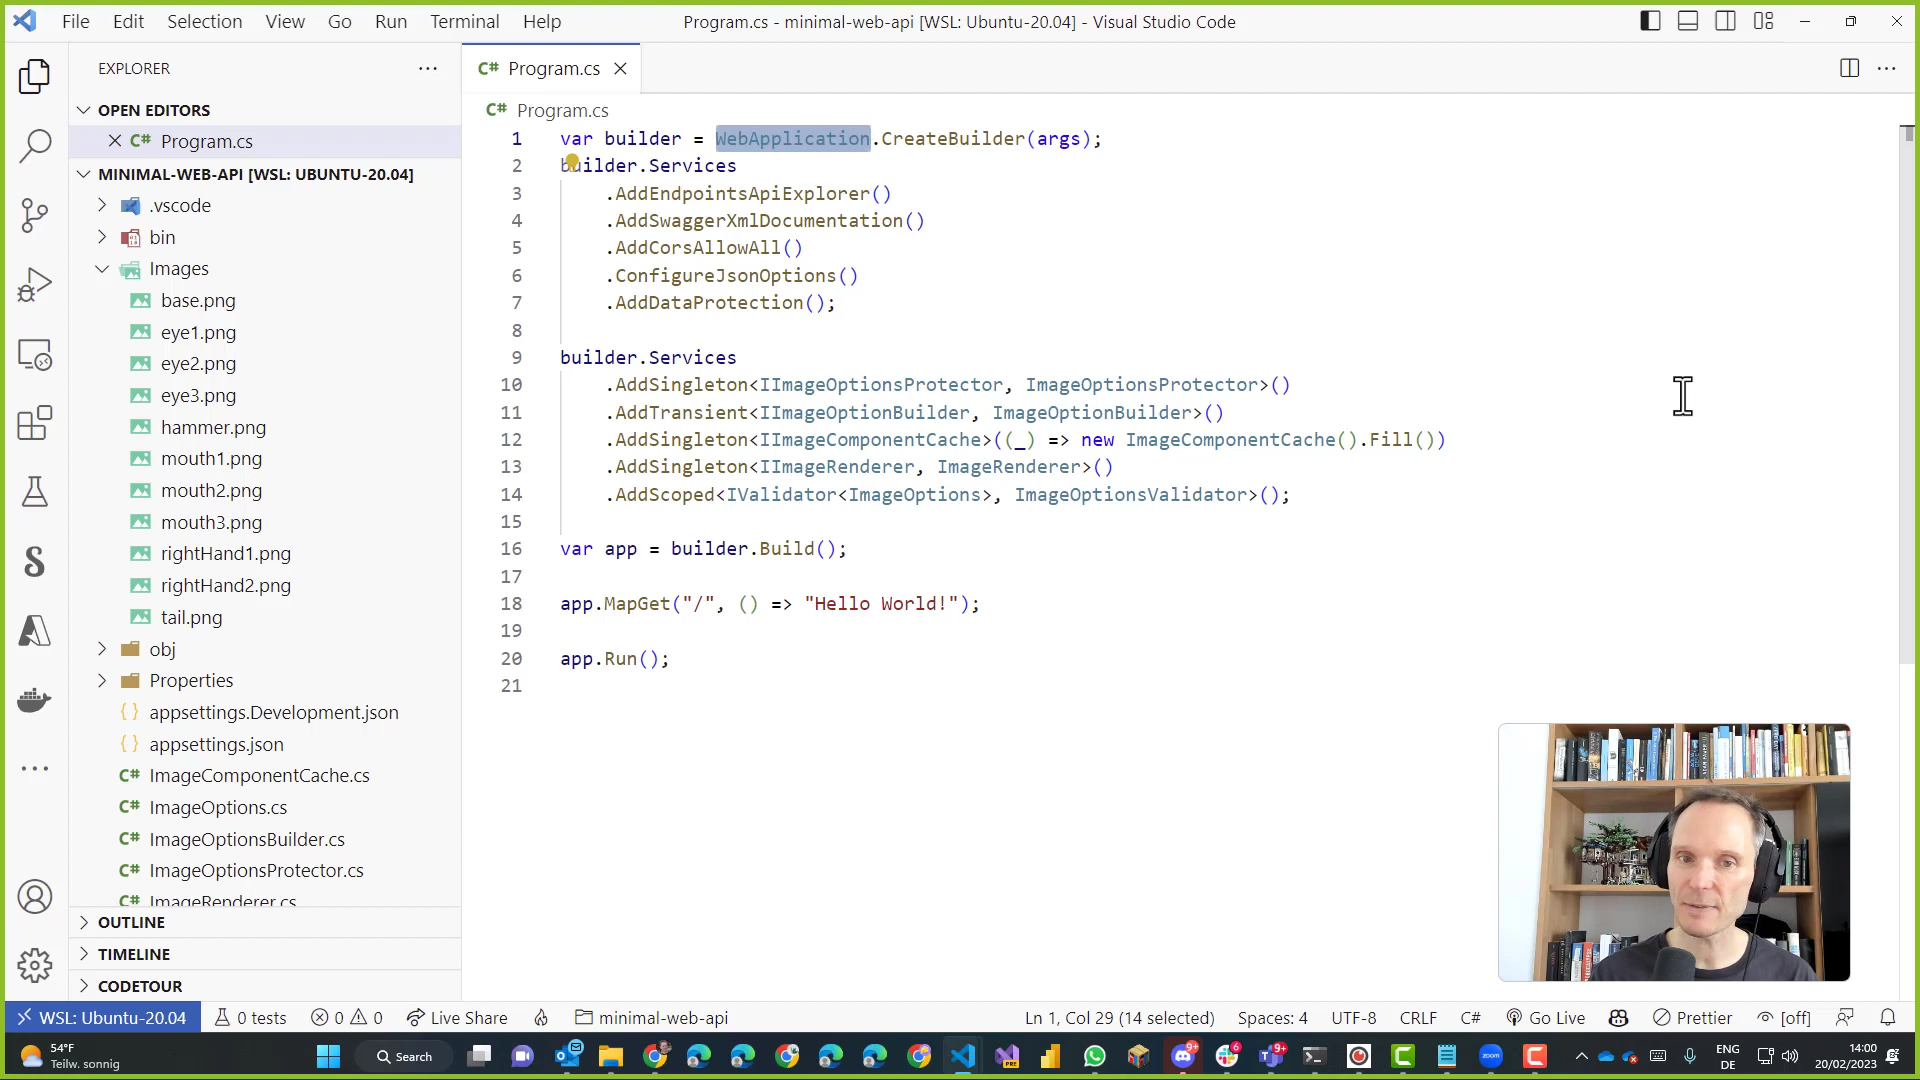 File Edit Selection View Go Run Terminal Help
Program.cs - minimal-web-api [WSL: Ubuntu-20.04] - Visual Studio Code
EXPLORER
OPEN EDITORS
C# Program.cs
MINIMAL-WEB-API [WSL: UBUNTU-20.04]
.vscode
bin
Images
base.png
eye1.png
eye2.png
eye3.png
hammer.png
mouth1.png
mouth2.png
mouth3.png
rightHand1.png
rightHand2.png
tail.png
obj
Properties
{} appsettings.Development.json
{} appsettings.json
C# ImageComponentCache.cs
C# ImageOptions.cs
C# ImageOptionsBuilder.cs
C# ImageOptionsProtector.cs
C# ImageRenderer.cs
OUTLINE
TIMELINE
CODETOUR
C# Program.cs
C# Program.cs
1 var builder = WebApplication.CreateBuilder(args);
2 builder.Services
3 .AddEndpointsApiExplorer()
4 .AddSwaggerXmlDocumentation()
5 .AddCorsAllowAll()
6 .ConfigureJsonOptions()
7 .AddDataProtection();
8
9 builder.Services
10 .AddSingleton<IImageOptionsProtector, ImageOptionsProtector>()
11 .AddTransient<IImageOptionBuilder, ImageOptionBuilder>()
12 .AddSingleton<IImageComponentCache>((_) => new ImageComponentCache().Fill())
13 .AddSingleton<IImageRenderer, ImageRenderer>()
14 .AddScoped<IValidator<ImageOptions>, ImageOptionsValidator>();
15
16 var app = builder.Build();
17
18 app.MapGet("/", () => "Hello World!");
19
20 app.Run();
21
WSL: Ubuntu-20.04 0 tests 0 0 Live Share minimal-web-api Ln 1, Col 29 (14 selected) Spaces: 4 UTF-8 CRLF C# Go Live Prettier [off]
54°F
Teilw. sonnig
Search
9+
6
9+
PRE
zoom
ENG
DE
14:00
20/02/2023